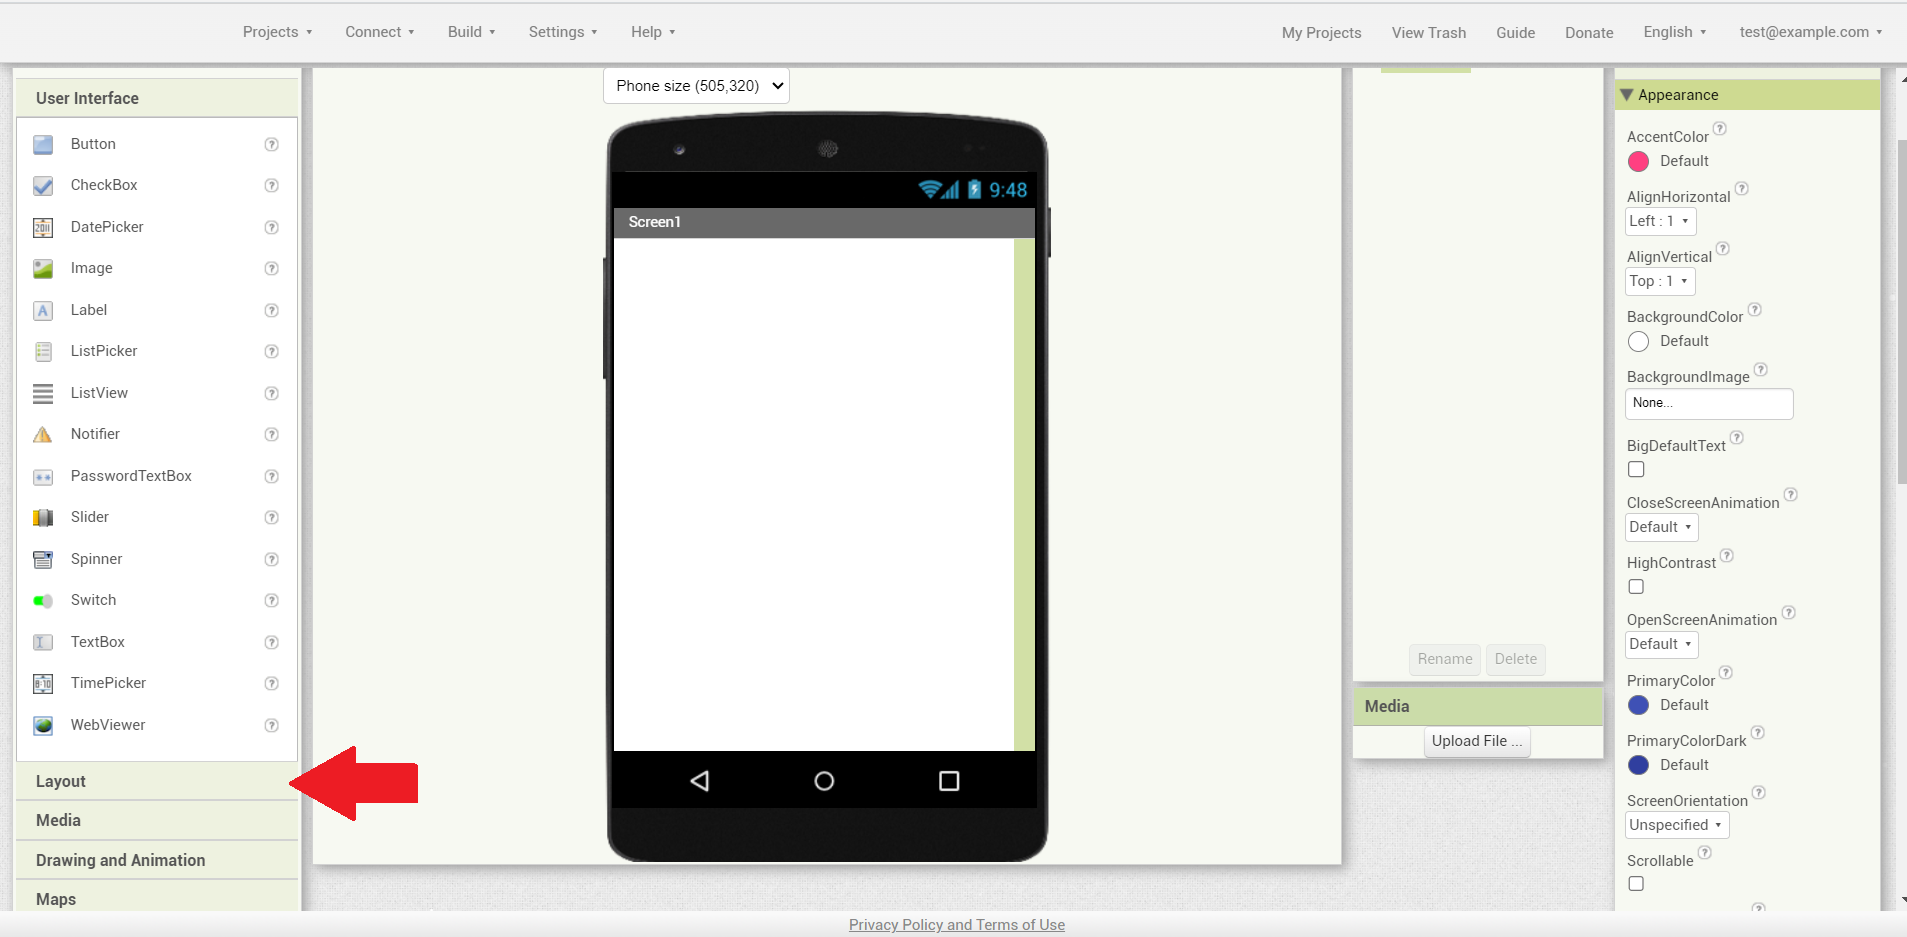 Projects Connect Build Settings Help My Projects View Trash Guide Donate English test@example.com
User Interface
Button
CheckBox
DatePicker
Image
Label
ListPicker
ListView
Notifier
PasswordTextBox
Slider
Spinner
Switch
TextBox
TimePicker
WebViewer
Layout
Media
Drawing and Animation
Maps
Phone size (505,320)
9:48
Screen1
Rename Delete
Media
Upload File ...
Appearance
AccentColor
Default
AlignHorizontal
Left : 1
AlignVertical
Top : 1
BackgroundColor
Default
BackgroundImage
None...
BigDefaultText
CloseScreenAnimation
Default
HighContrast
OpenScreenAnimation
Default
PrimaryColor
Default
PrimaryColorDark
Default
ScreenOrientation
Unspecified
Scrollable
Privacy Policy and Terms of Use